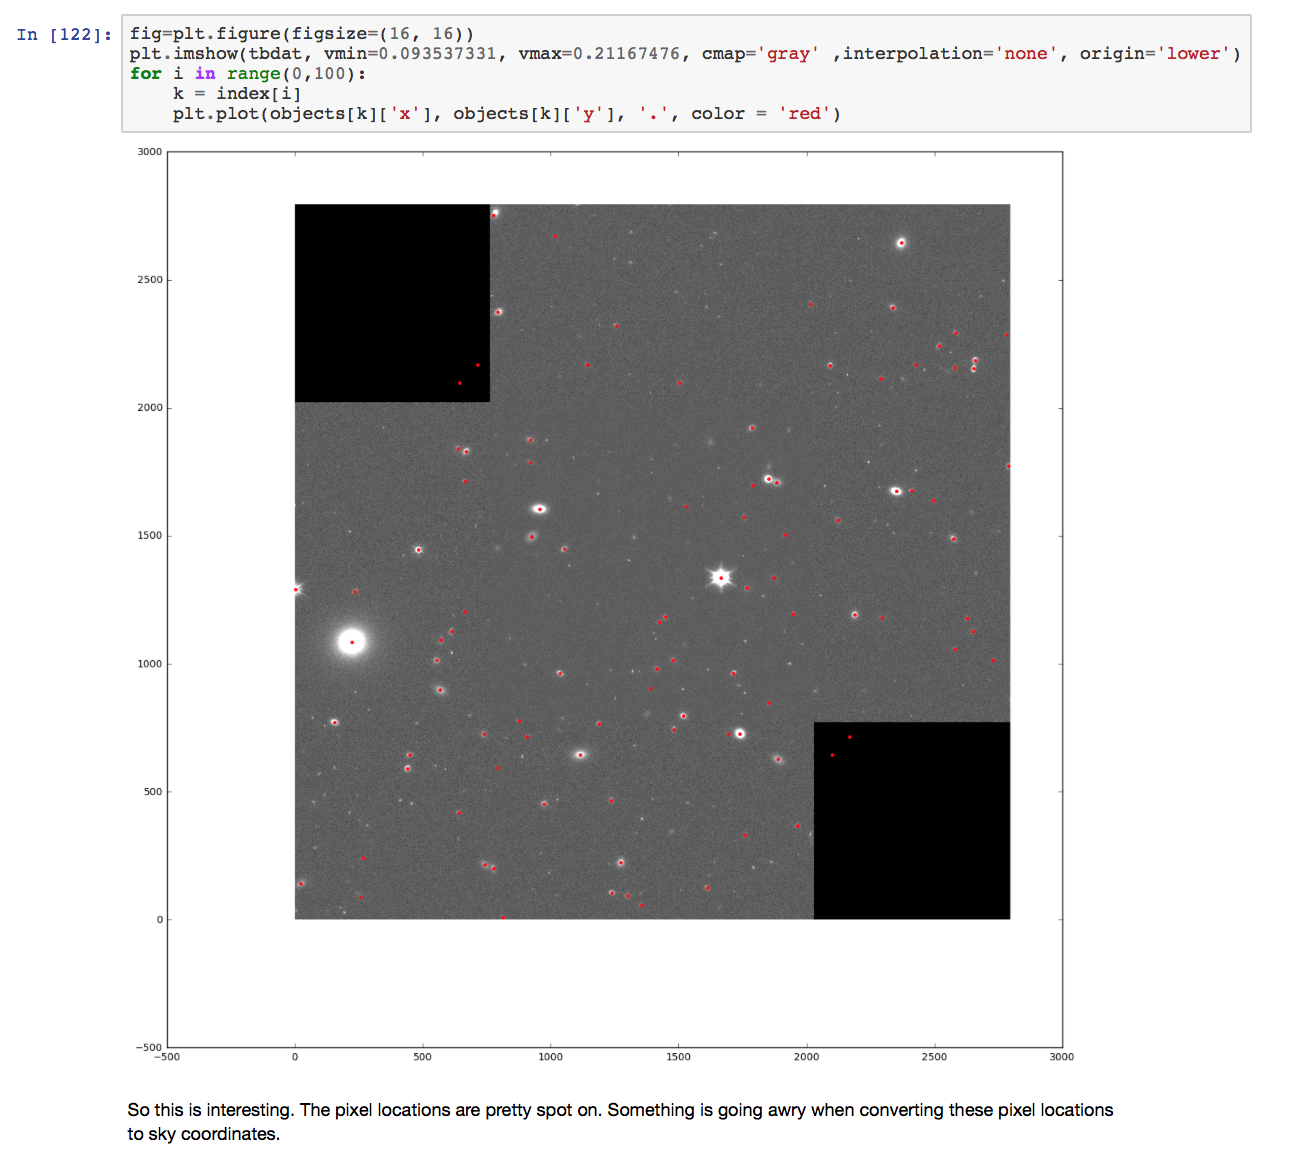 In [122]: fig=plt.figure(figsize=(16, 16))
plt.imshow(tbdat, vmin=0.093537331, vmax=0.21167476, cmap='gray' ,interpolation='none', origin='lower')
for i in range(0,100):
    k = index[i]
    plt.plot(objects[k]['x'], objects[k]['y'], '.', color = 'red')
3000
2500
2000
1500
1000
500
0
−500
−500 0 500 1000 1500 2000 2500 3000
So this is interesting. The pixel locations are pretty spot on. Something is going awry when converting these pixel locations
to sky coordinates.